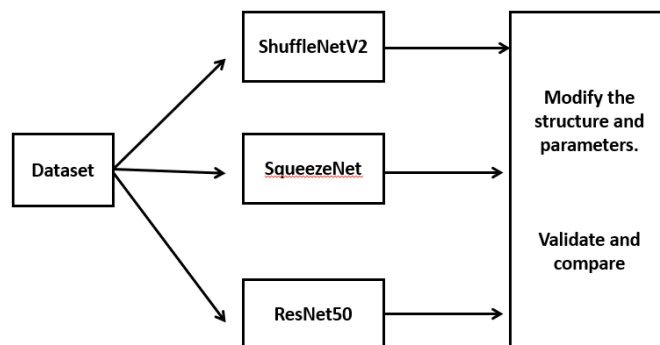 ShuffleNetV2
Dataset
SqueezeNet
ResNet50
Modify the
structure and
parameters.
Validate and
compare